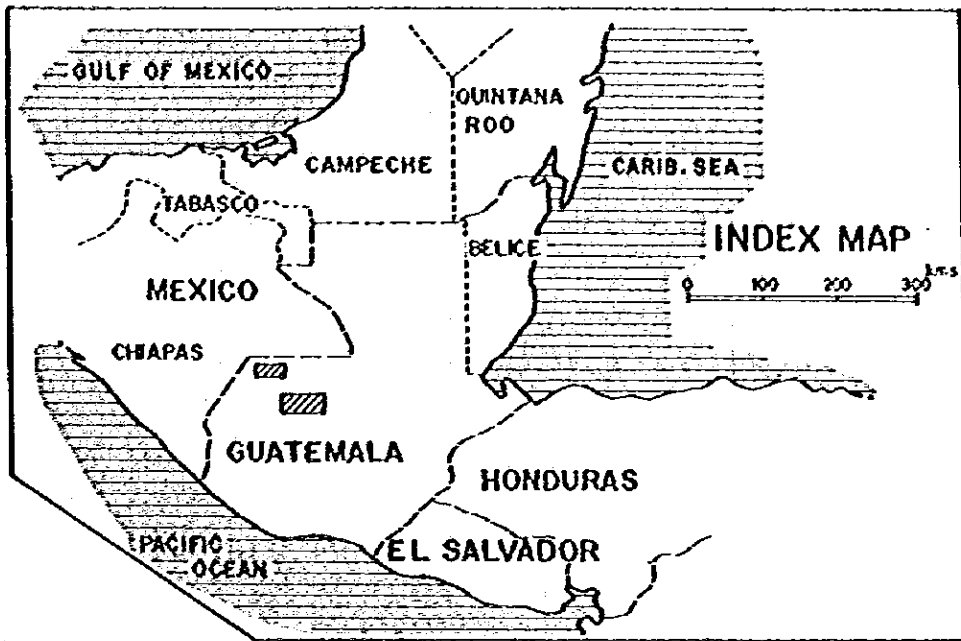 GULF OF MEXICO
QUINTANA
ROO
CAMPECHE
CARIB. SEA
TABASCO
BELICE
INDEX MAP
kms
0 100 200 300
MEXICO
CHIAPAS
GUATEMALA
HONDURAS
PACIFIC
OCEAN
EL SALVADOR